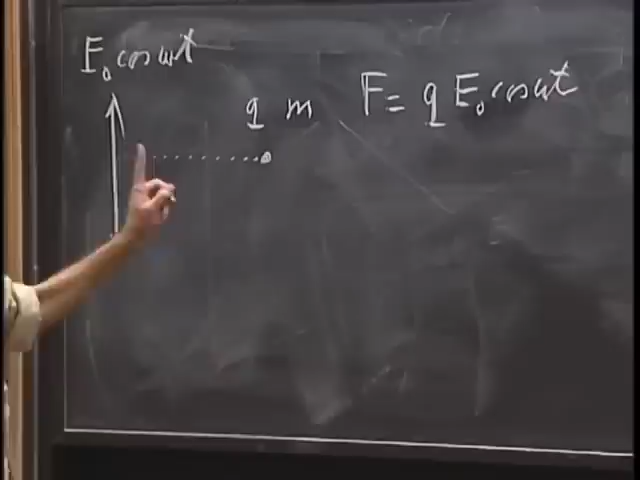 E₀ cos ωt
q m F = q E₀ cos ωt